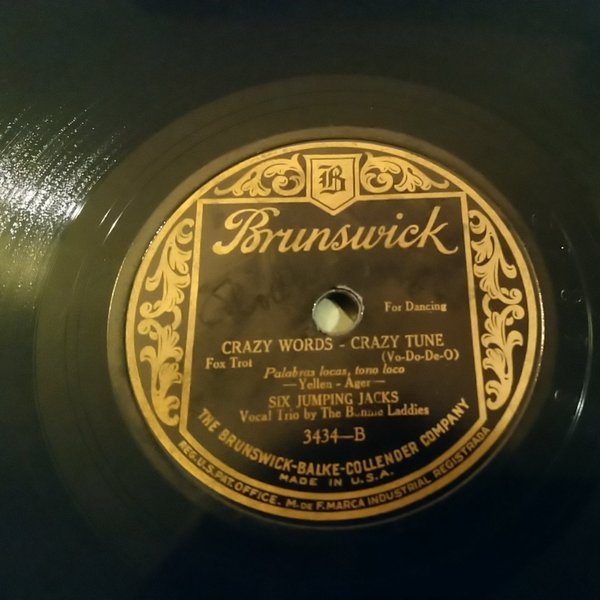 B
Brunswick
For Dancing
CRAZY WORDS - CRAZY TUNE
Fox Trot (Vo-Do-De-O)
Palabras locas, tono loco
—Yellen - Ager—
SIX JUMPING JACKS
Vocal Trio by The Bonnie Laddies
3434—B
THE BRUNSWICK-BALKE-COLLENDER COMPANY
MADE IN U.S.A.
REG. U.S. PAT. OFFICE. M. DE F. MARCA INDUSTRIAL REGISTRADA